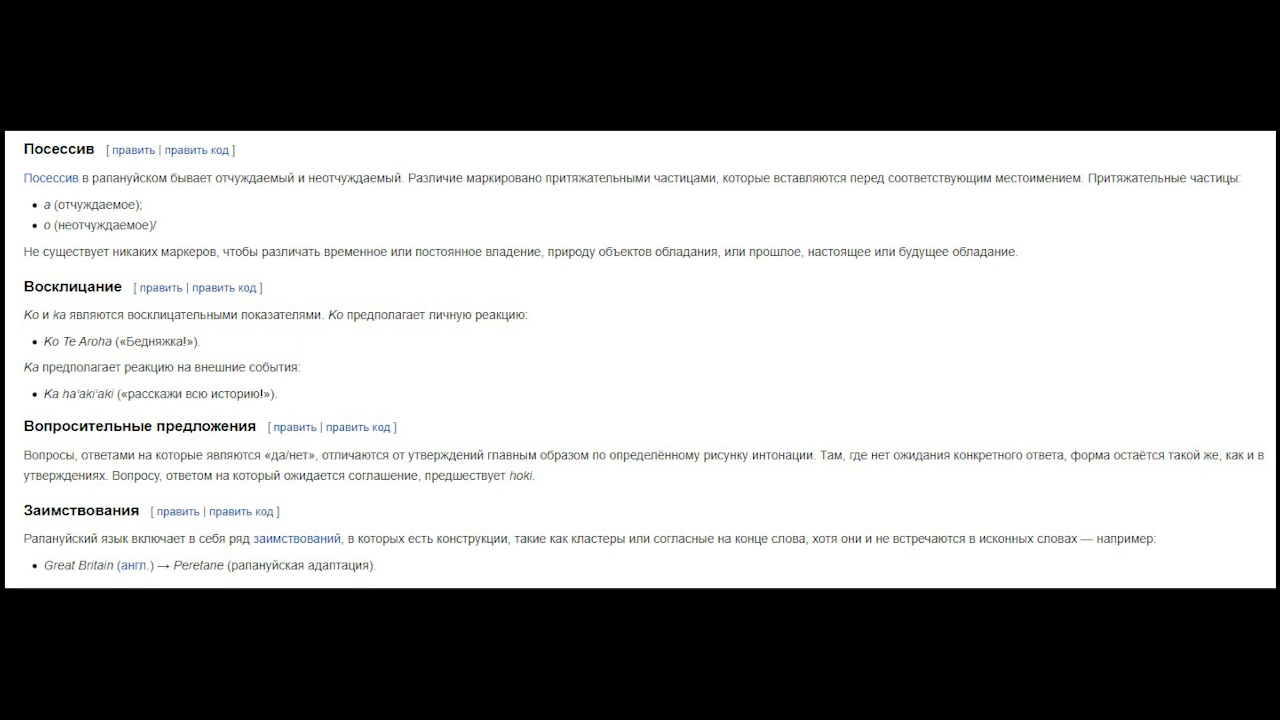 Посессив [ править | править код ]
Посессив в рапануйском бывает отчуждаемый и неотчуждаемый. Различие маркировано притяжательными частицами, которые вставляются перед соответствующим местоимением. Притяжательные частицы:
• a (отчуждаемое);
• o (неотчуждаемое)/
Не существует никаких маркеров, чтобы различать временное или постоянное владение, природу объектов обладания, или прошлое, настоящее или будущее обладание.
Восклицание [ править | править код ]
Ko и ka являются восклицательными показателями. Ko предполагает личную реакцию:
• Ko Te Aroha («Бедняжка!»).
Ka предполагает реакцию на внешние события:
• Ka ha'aki'aki («расскажи всю историю!»).
Вопросительные предложения [ править | править код ]
Вопросы, ответами на которые являются «да/нет», отличаются от утверждений главным образом по определённому рисунку интонации. Там, где нет ожидания конкретного ответа, форма остаётся такой же, как и в
утверждениях. Вопросу, ответом на который ожидается соглашение, предшествует hoki.
Заимствования [ править | править код ]
Рапануйский язык включает в себя ряд заимствований, в которых есть конструкции, такие как кластеры или согласные на конце слова, хотя они и не встречаются в исконных словах — например:
• Great Britain (англ.) → Peretane (рапануйская адаптация).